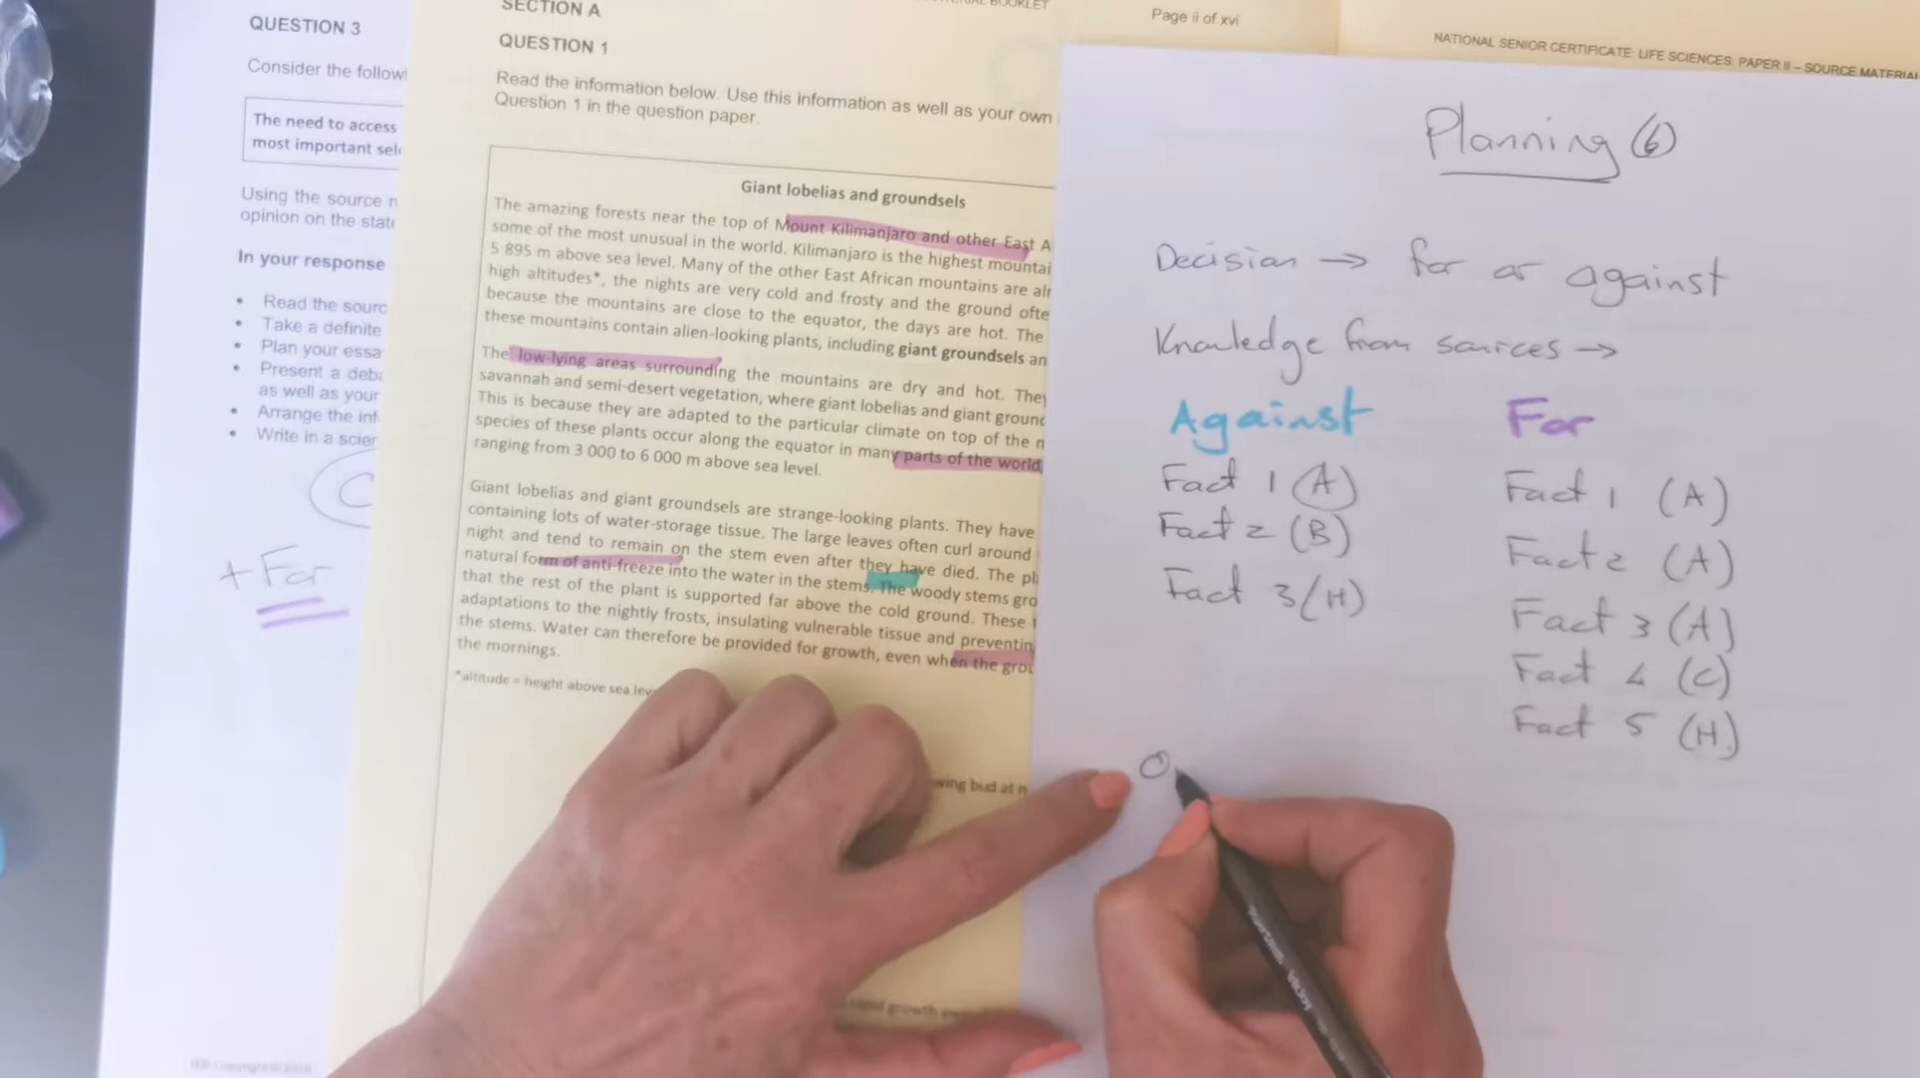 QUESTION 3
Consider the followi
The need to access
most important sel
Using the source n
opinion on the stat
In your response
• Read the sourc
• Take a definite
• Plan your essa
• Present a deb
as well as your
• Arrange the inf
• Write in a scier
+ For
SECTION A
QUESTION 1
Read the information below. Use this information as well as your own
Question 1 in the question paper.
Giant lobelias and groundsels
The amazing forests near the top of Mount Kilimanjaro and other East A
some of the most unusual in the world. Kilimanjaro is the highest mountai
5 895 m above sea level. Many of the other East African mountains are alr
high altitudes*, the nights are very cold and frosty and the ground ofte
because the mountains are close to the equator, the days are hot. The
these mountains contain alien-looking plants, including giant groundsels an
The low-lying areas surrounding the mountains are dry and hot. They
savannah and semi-desert vegetation, where giant lobelias and giant ground
This is because they are adapted to the particular climate on top of the m
species of these plants occur along the equator in many parts of the world,
ranging from 3 000 to 6 000 m above sea level.
Giant lobelias and giant groundsels are strange-looking plants. They have
containing lots of water-storage tissue. The large leaves often curl around
night and tend to remain on the stem even after they have died. The pl
natural form of anti-freeze into the water in the stems. The woody stems gro
that the rest of the plant is supported far above the cold ground. These
adaptations to the nightly frosts, insulating vulnerable tissue and preventin
the stems. Water can therefore be provided for growth, even when the grou
the mornings.
*altitude = height above sea leve
wing bud at n
BOOKLET
Page ii of xvi
NATIONAL SENIOR CERTIFICATE: LIFE SCIENCES: PAPER II – SOURCE MATERIAL
Planning (6)
Decision → for or against
Knowledge from sources →
Against For
Fact 1 (A) Fact 1 (A)
Fact 2 (B) Fact 2 (A)
Fact 3 (H) Fact 3 (A)
Fact 4 (C)
Fact 5 (H)
O